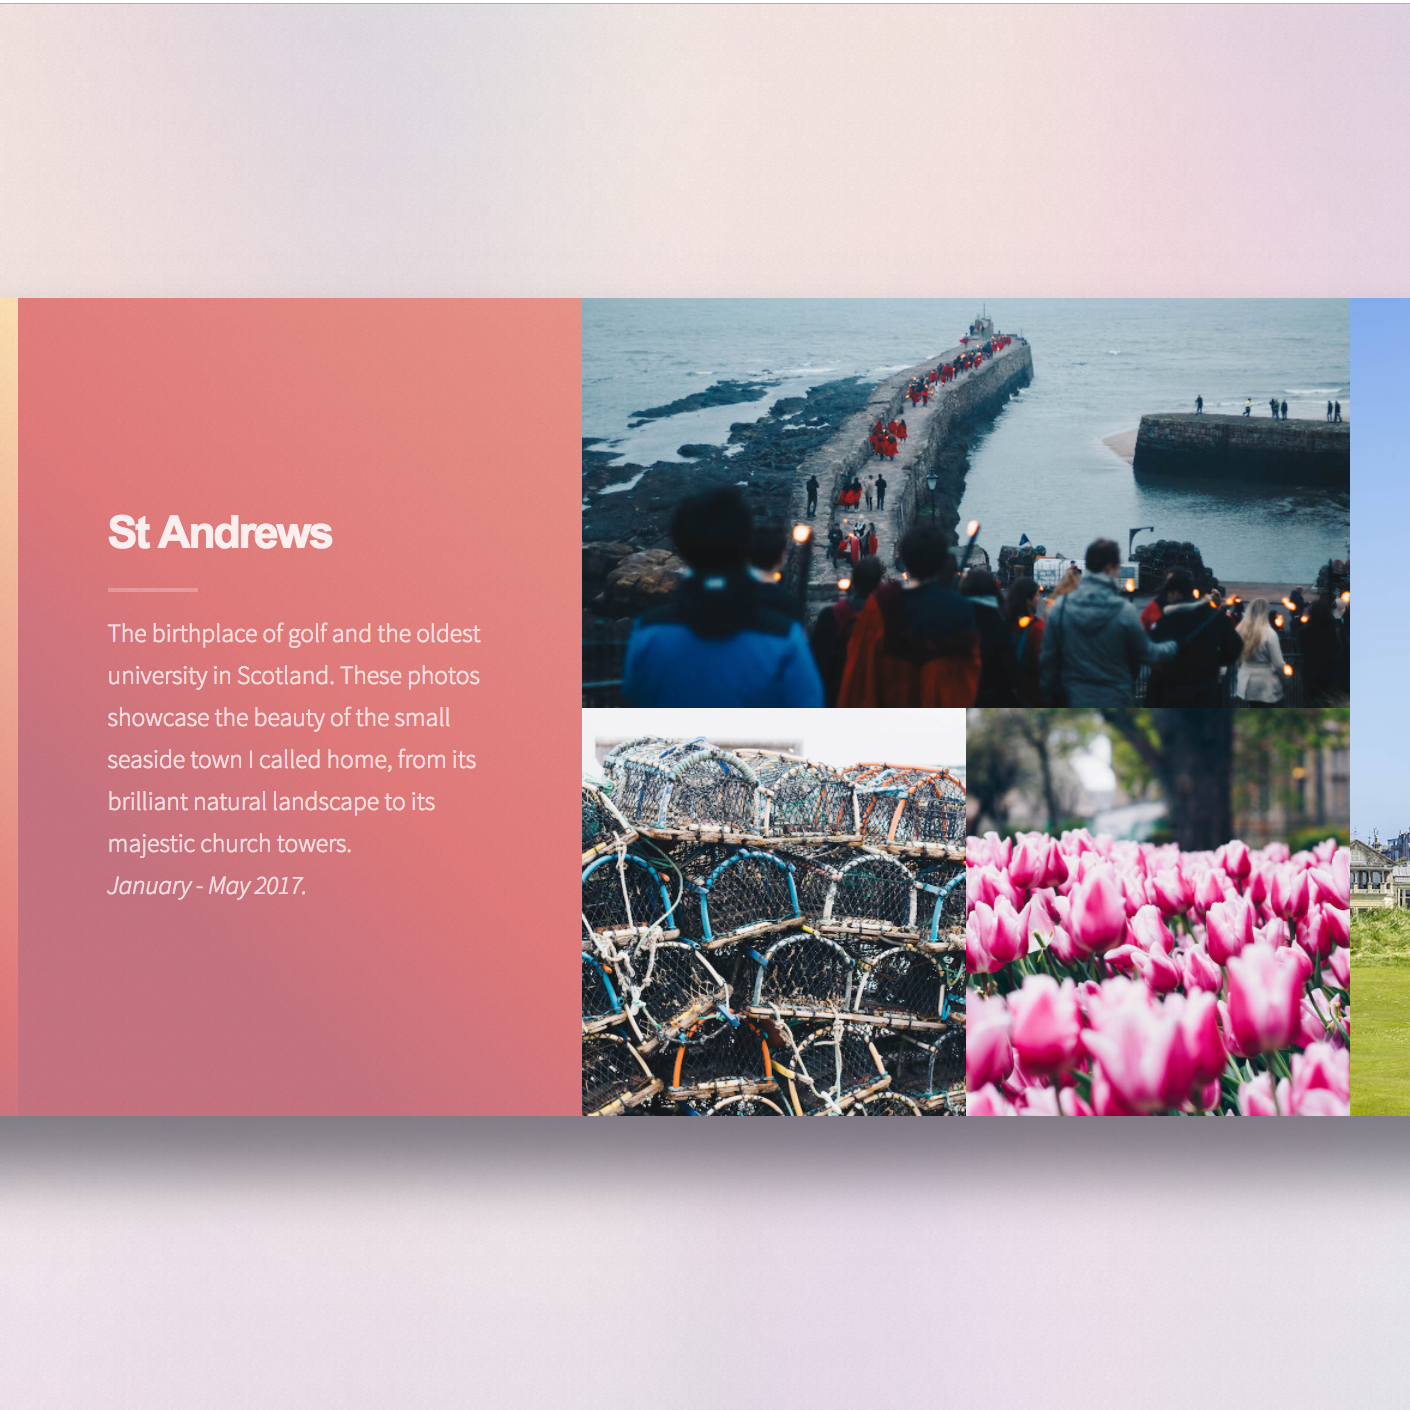 St Andrews
The birthplace of golf and the oldest
university in Scotland. These photos
showcase the beauty of the small
seaside town I called home, from its
brilliant natural landscape to its
majestic church towers.
January - May 2017.